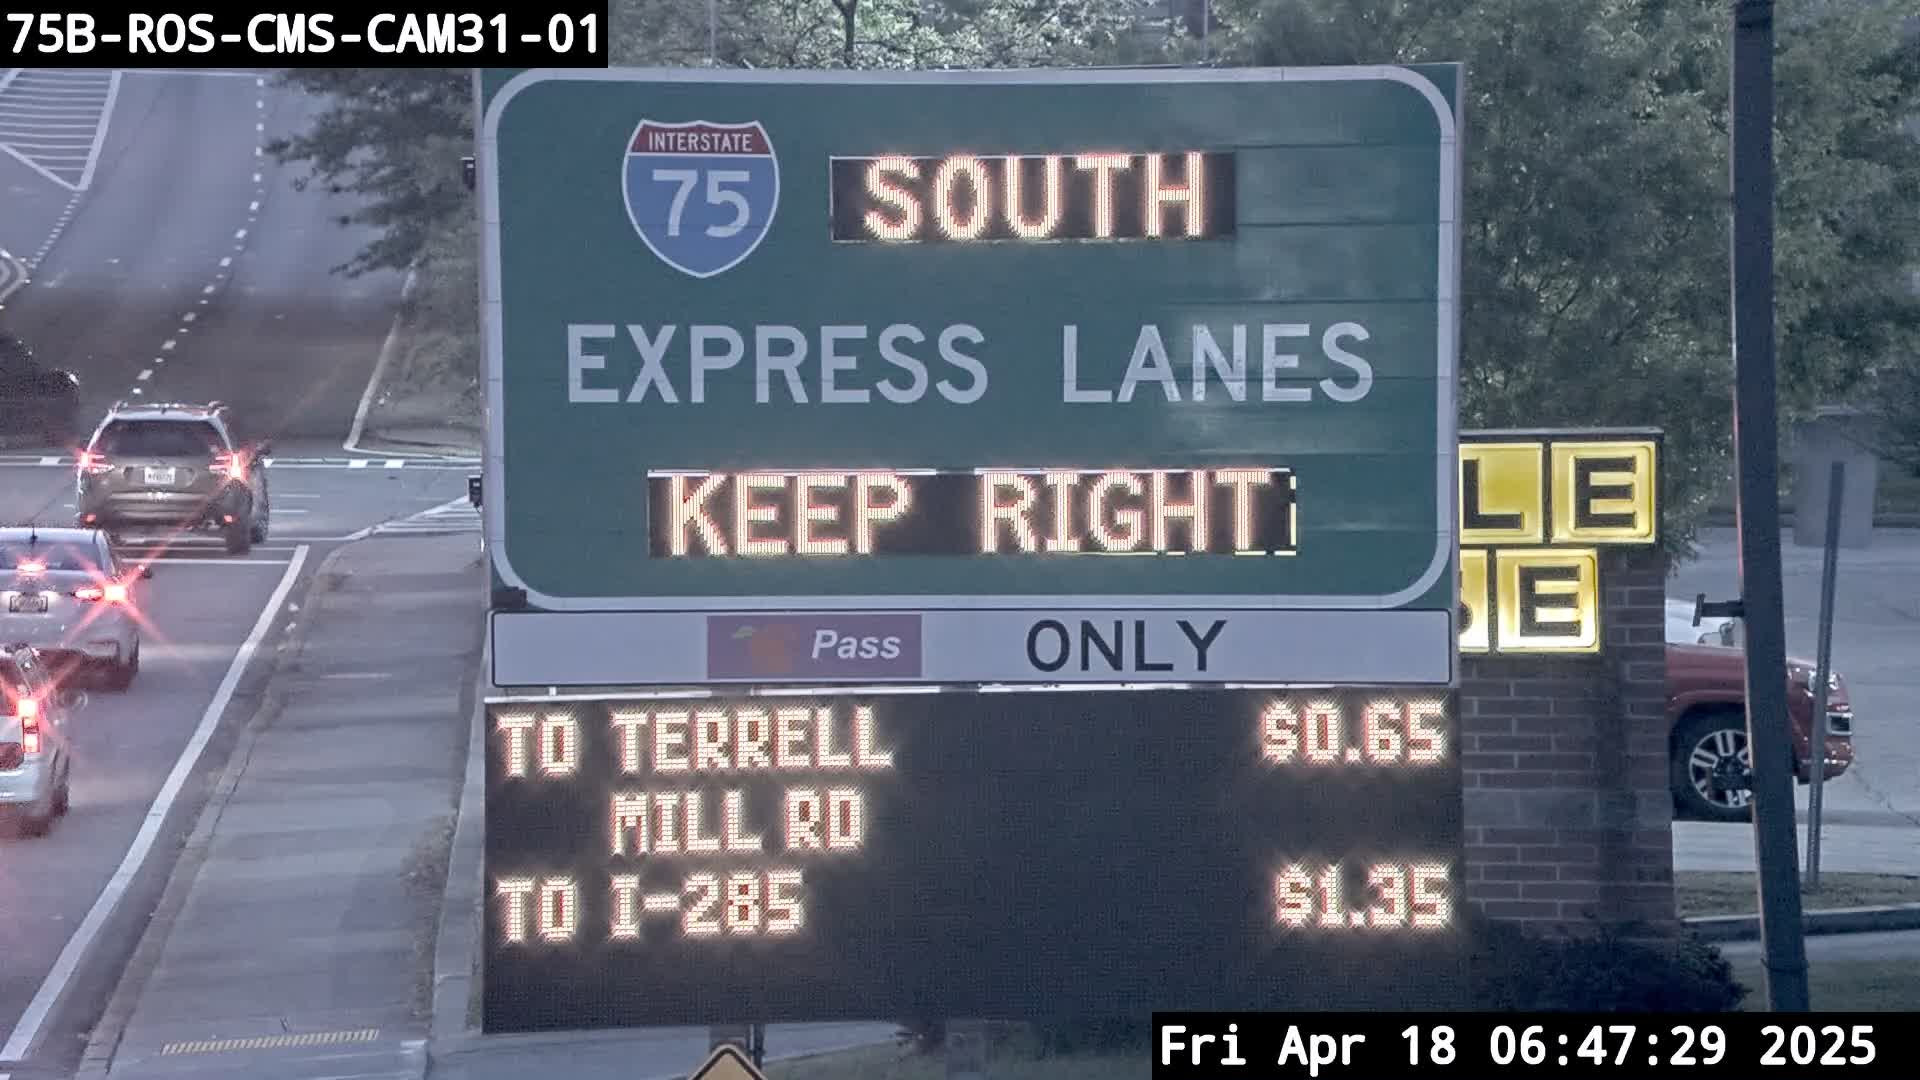 75B-ROS-CMS-CAM31-01
INTERSTATE
75
SOUTH
EXPRESS LANES
KEEP RIGHT
Pass ONLY
TO TERRELL $0.65
MILL RD
TO I-285 $1.35
LE
E
Fri Apr 18 06:47:29 2025